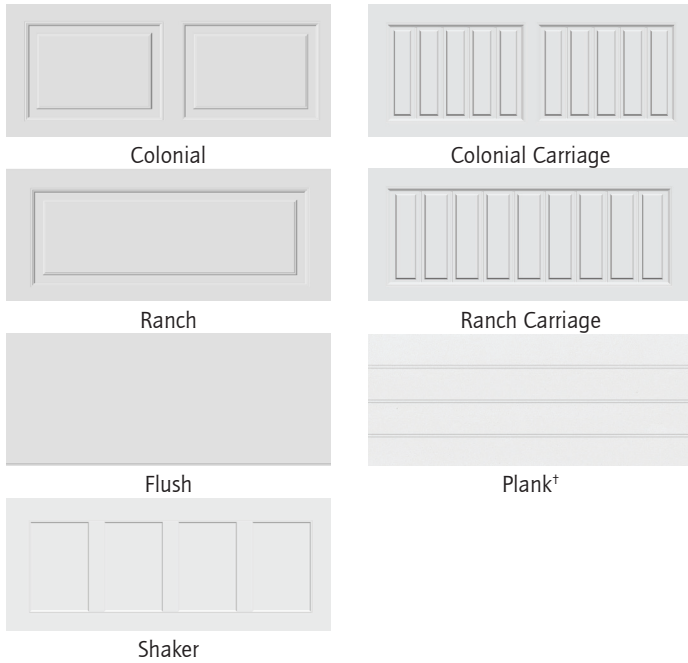 Colonial
Colonial Carriage
Ranch
Ranch Carriage
Flush
Plank†
Shaker